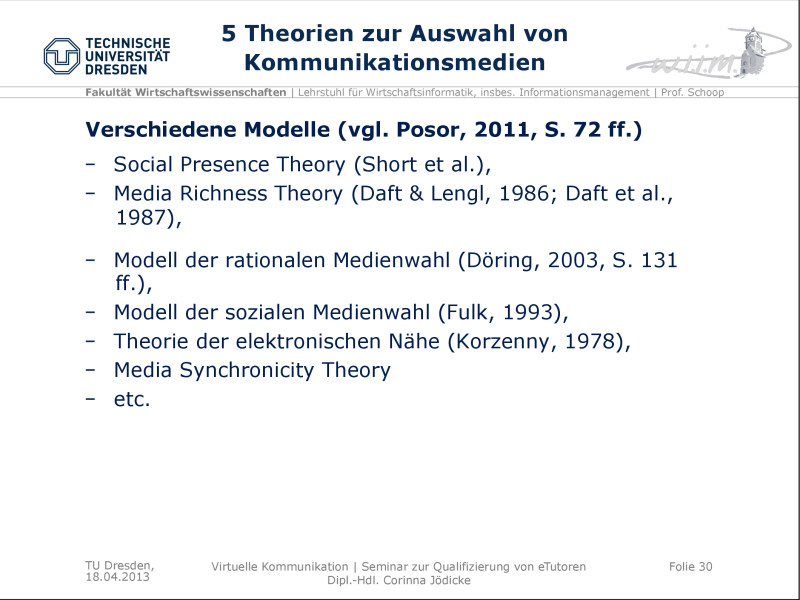 5 Theorien zur Auswahl von
Kommunikationsmedien
TECHNISCHE
UNIVERSITÄT
DRESDEN
wiim.
Fakultät Wirtschaftswissenschaften | Lehrstuhl für Wirtschaftsinformatik, insbes. Informationsmanagement | Prof. Schoop
Verschiedene Modelle (vgl. Posor, 2011, S. 72 ff.)
– Social Presence Theory (Short et al.),
– Media Richness Theory (Daft & Lengl, 1986; Daft et al.,
1987),
– Modell der rationalen Medienwahl (Döring, 2003, S. 131
ff.),
– Modell der sozialen Medienwahl (Fulk, 1993),
– Theorie der elektronischen Nähe (Korzenny, 1978),
– Media Synchronicity Theory
– etc.
TU Dresden,
18.04.2013
Virtuelle Kommunikation | Seminar zur Qualifizierung von eTutoren
Dipl.-Hdl. Corinna Jödicke
Folie 30